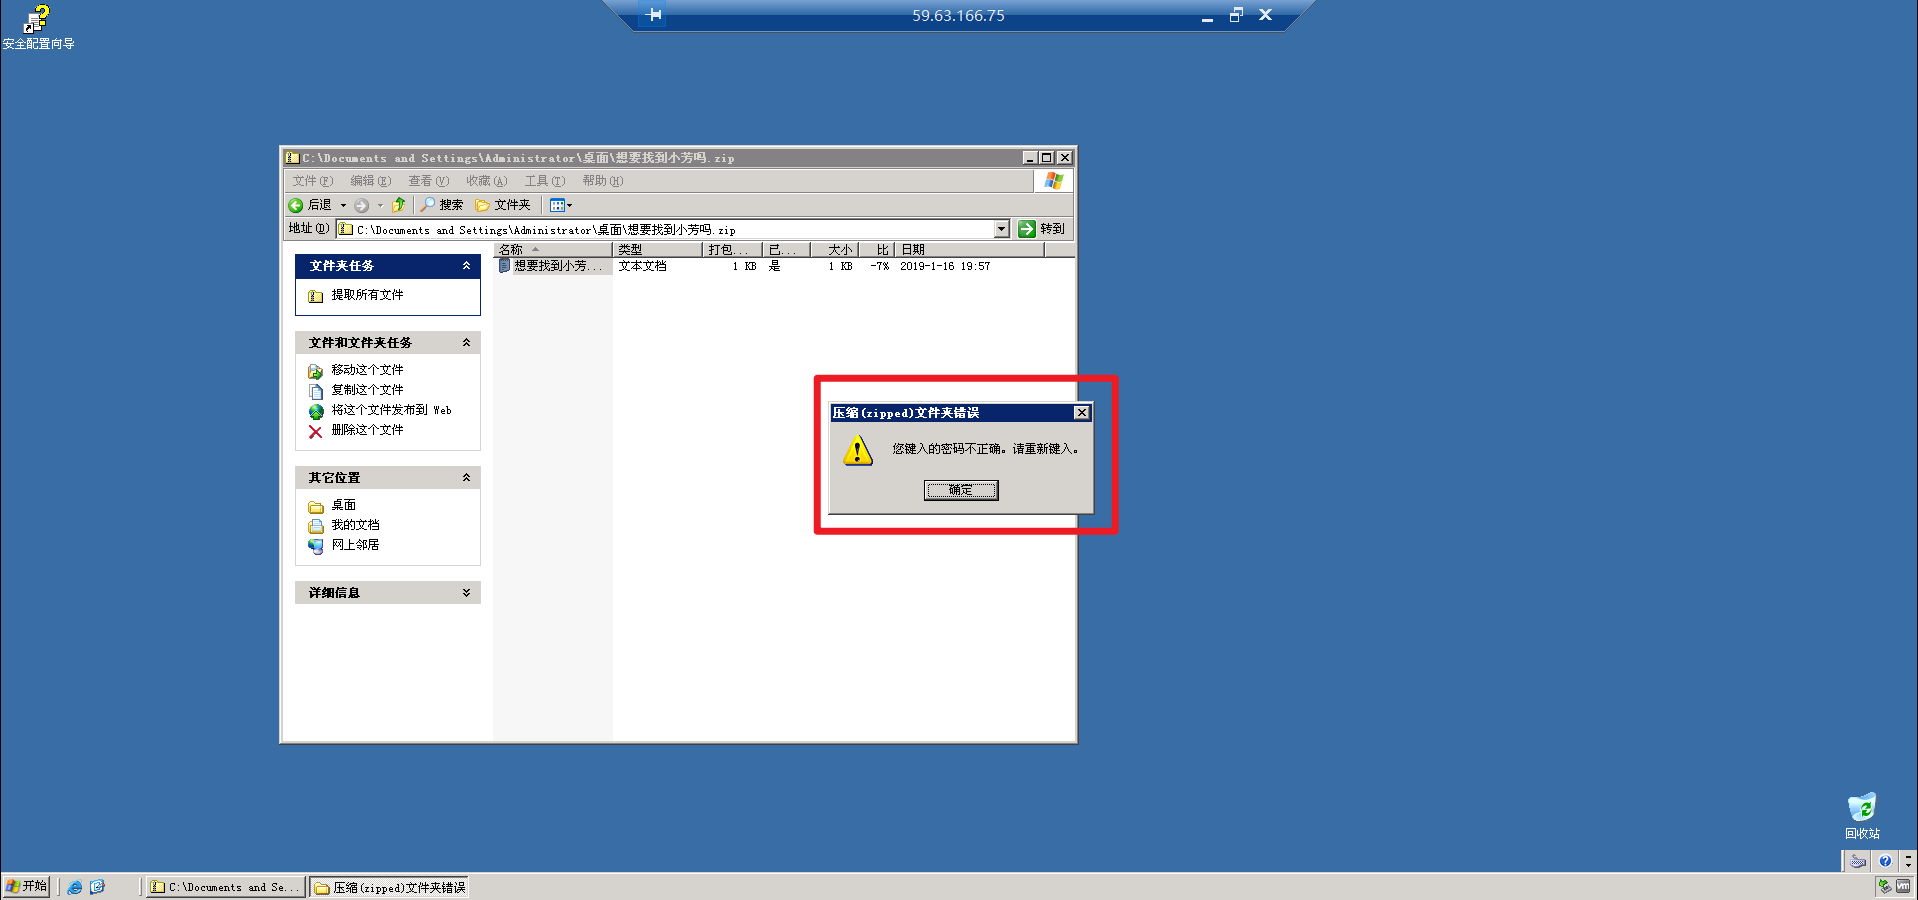 59.63.166.75
安全配置向导
C:\Documents and Settings\Administrator\桌面\想要找到小芳吗.zip
文件(F) 编辑(E) 查看(V) 收藏(A) 工具(T) 帮助(H)
后退 搜索 文件夹
地址(D) C:\Documents and Settings\Administrator\桌面\想要找到小芳吗.zip 转到
名称 类型 打包... 已... 大小 比 日期
想要找到小芳... 文本文档 1 KB 是 1 KB -7% 2019-1-16 19:57
文件夹任务
提取所有文件
文件和文件夹任务
移动这个文件
复制这个文件
将这个文件发布到 Web
删除这个文件
其它位置
桌面
我的文档
网上邻居
详细信息
压缩(zipped)文件夹错误
您键入的密码不正确。请重新键入。
确定
回收站
开始 C:\Documents and Se... 压缩(zipped)文件夹错误
vm